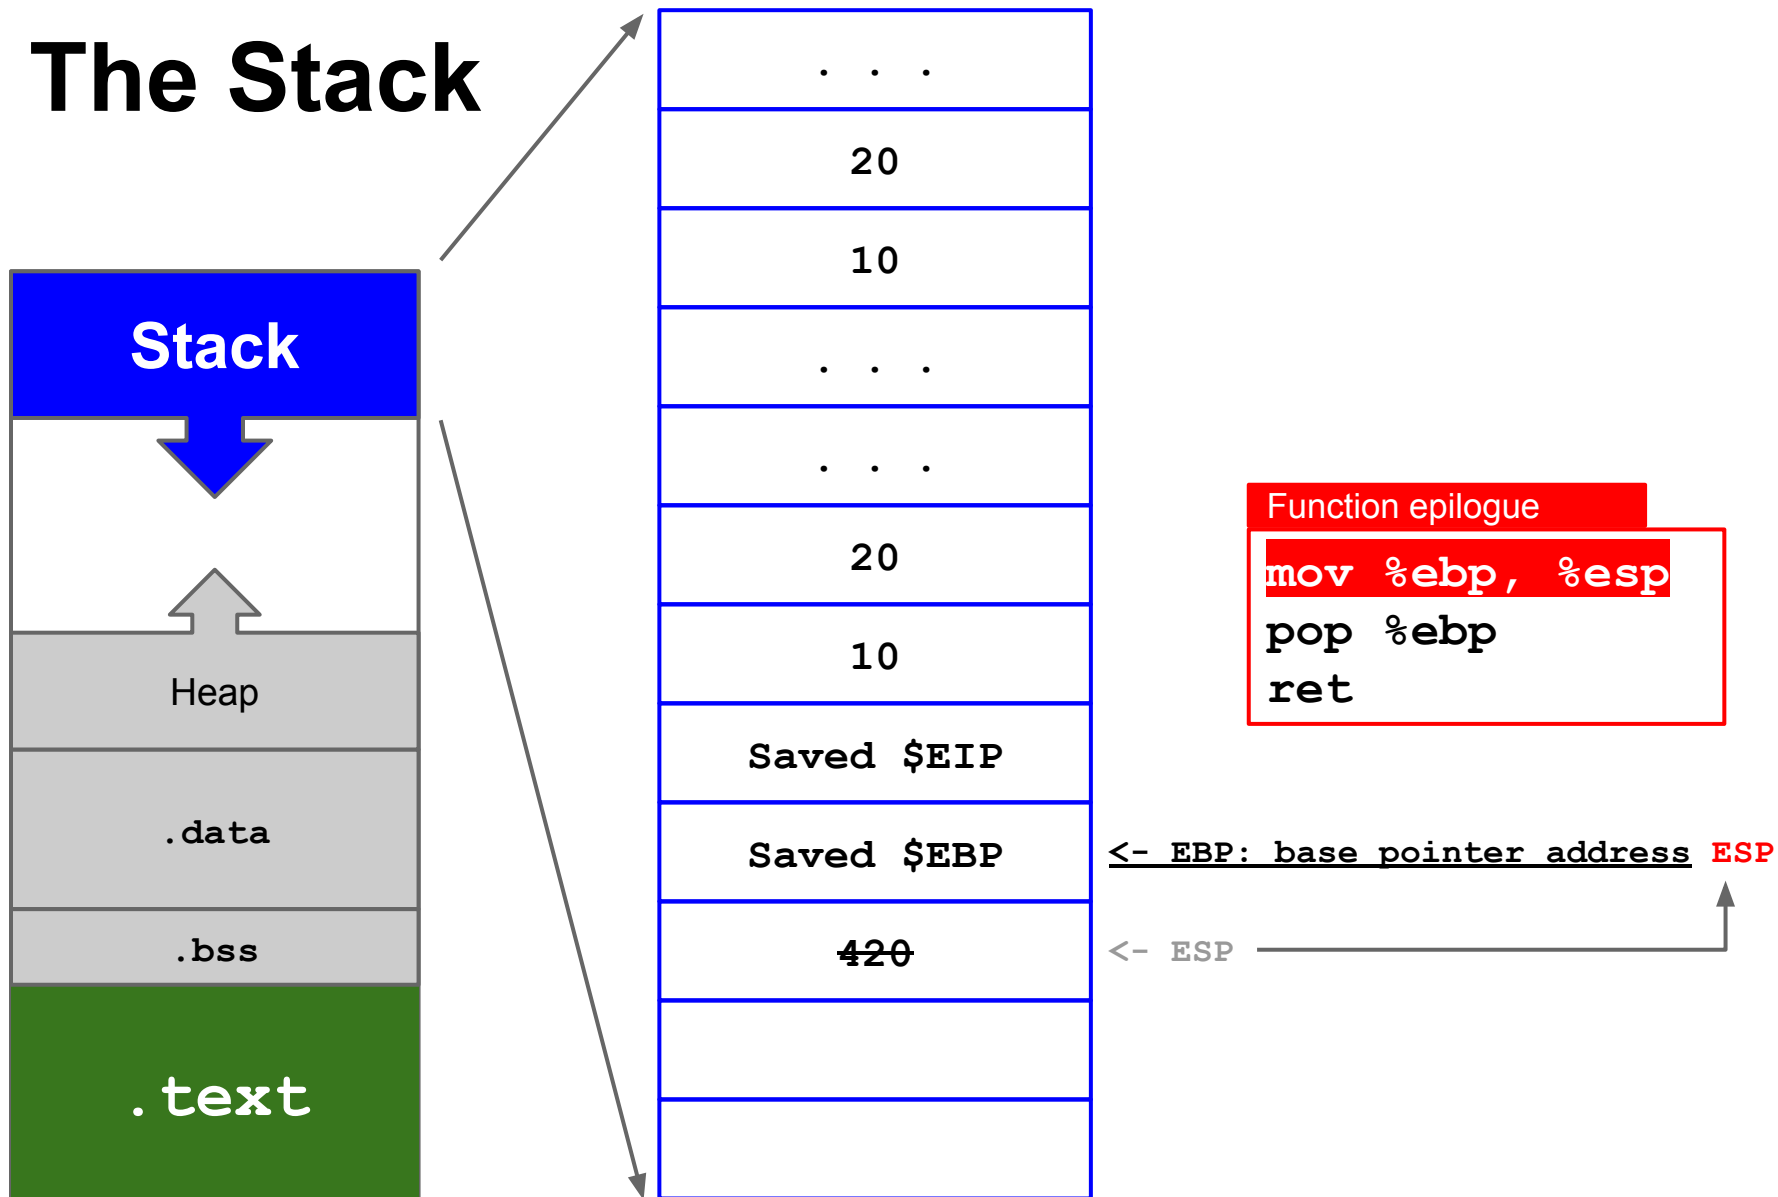 The Stack
Stack
Heap
.data
.bss
.text
. . .
20
10
. . .
. . .
20
10
Saved $EIP
Saved $EBP
420
Function epilogue
mov %ebp, %esp
pop %ebp
ret
<- EBP: base pointer address ESP
<- ESP